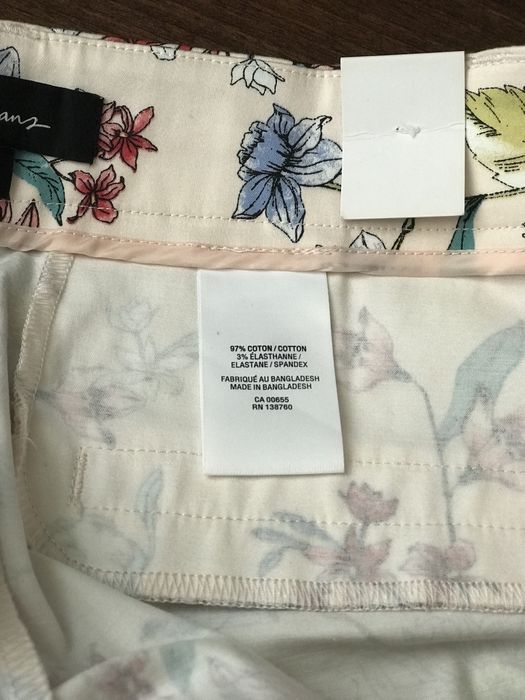 97% COTON / COTTON
3% ÉLASTHANNE /
ELASTANE / SPANDEX
FABRIQUÉ AU BANGLADESH
MADE IN BANGLADESH
CA 00655
RN 138760